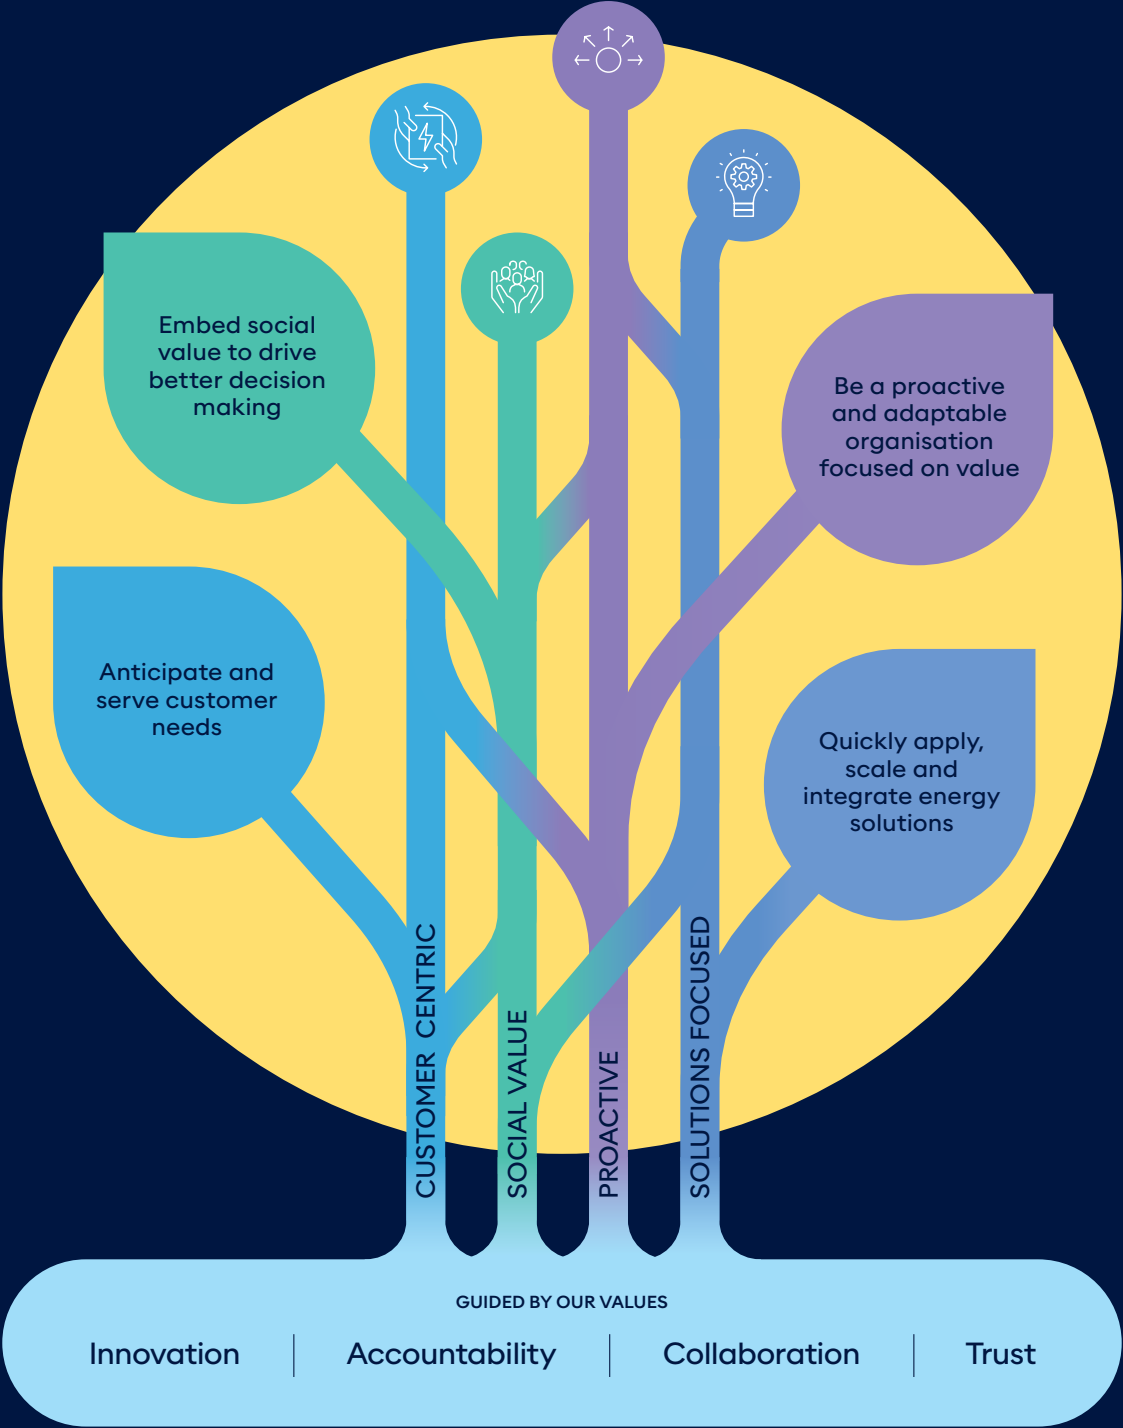 Embed social
value to drive
better decision
making
Be a proactive
and adaptable
organisation
focused on value
Anticipate and
serve customer
needs
Quickly apply,
scale and
integrate energy
solutions
CUSTOMER CENTRIC
SOCIAL VALUE
PROACTIVE
SOLUTIONS FOCUSED
GUIDED BY OUR VALUES
Innovation
Accountability
Collaboration
Trust